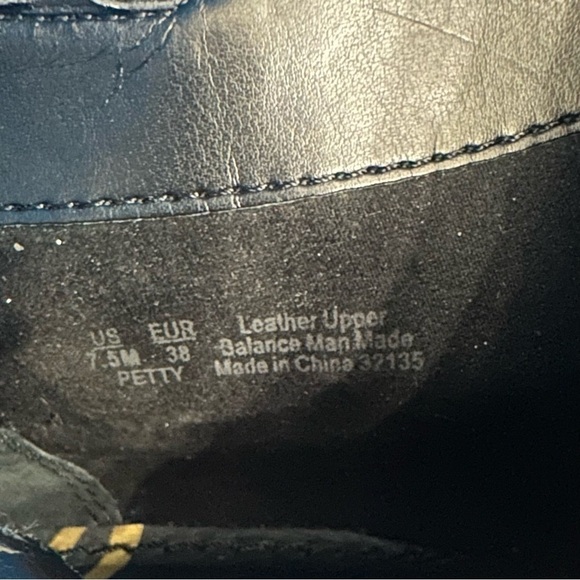 US EUR
7.5M 38
PETTY
Leather Upper
Balance Man Made
Made in China 32135